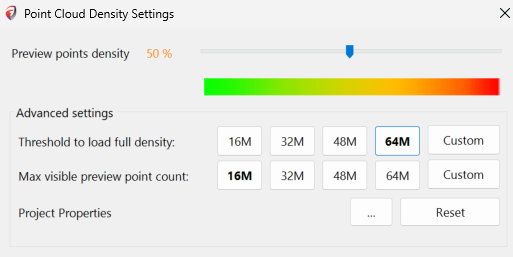 Point Cloud Density Settings
Preview points density 50 %
Advanced settings
Threshold to load full density: 16M 32M 48M 64M Custom
Max visible preview point count: 16M 32M 48M 64M Custom
Project Properties ... Reset